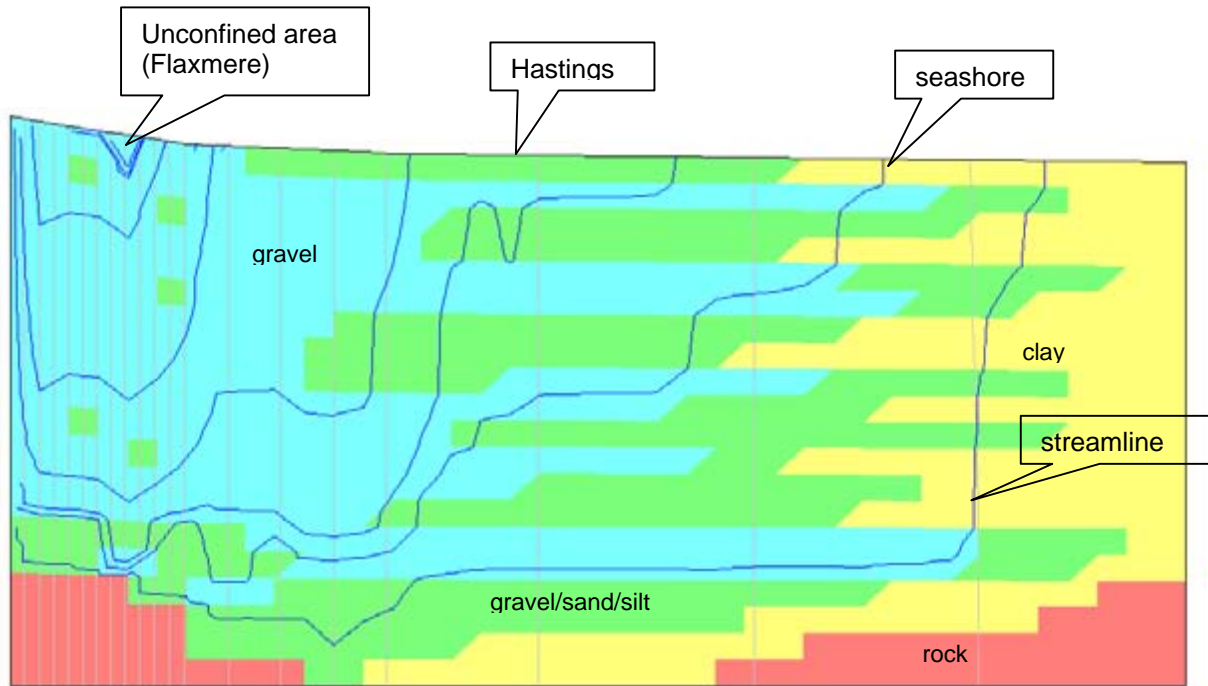 Unconfined area
(Flaxmere)
Hastings
seashore
gravel
clay
streamline
gravel/sand/silt
rock